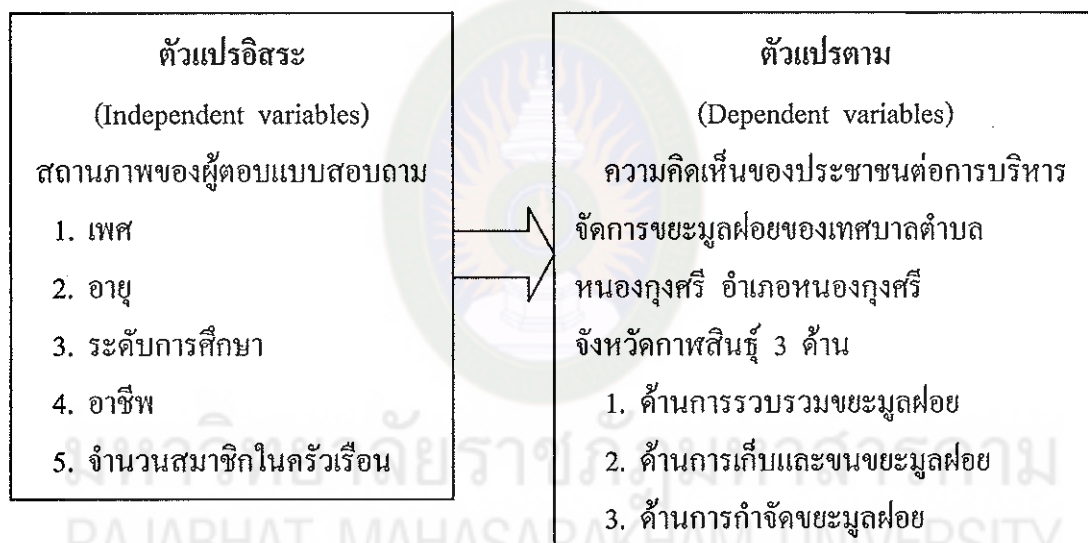 ตัวแปรอิสระ
(Independent variables)
สถานภาพของผู้ตอบแบบสอบถาม
1. เพศ
2. อายุ
3. ระดับการศึกษา
4. อาชีพ
5. จำนวนสมาชิกในครัวเรือน
ตัวแปรตาม
(Dependent variables)
ความคิดเห็นของประชาชนต่อการบริหาร
จัดการขยะมูลฝอยของเทศบาลตำบล
หนองกุงศรี อำเภอหนองกุงศรี
จังหวัดกาฬสินธุ์ 3 ด้าน
1. ด้านการรวบรวมขยะมูลฝอย
2. ด้านการเก็บและขนขยะมูลฝอย
3. ด้านการกำจัดขยะมูลฝอย
มหาวิทยาลัยราชภัฏมหาสารคาม
RAJABHAT MAHASARAKHAM UNIVERSITY